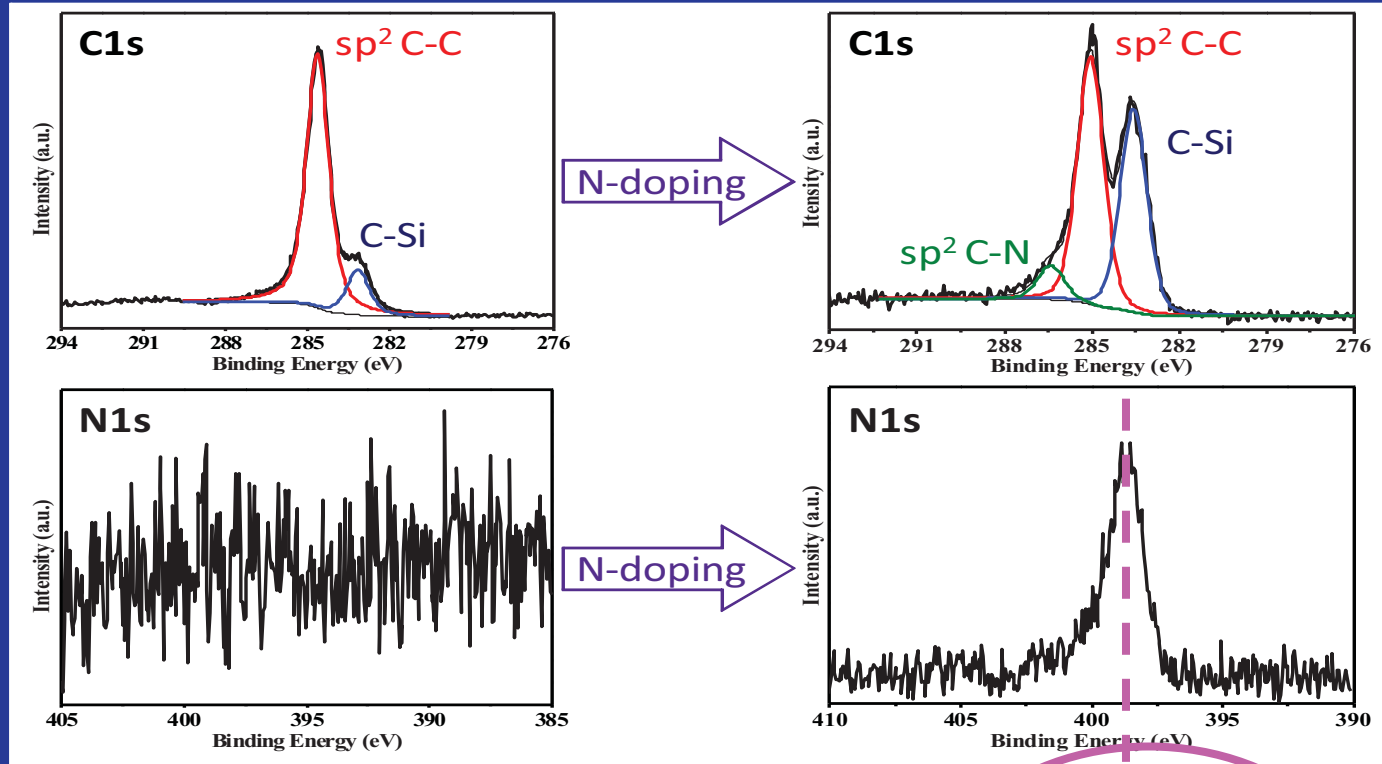 C1s
sp² C-C
C-Si
Intensity (a.u.)
294 291 288 285 282 279 276
Binding Energy (eV)
N-doping
C1s
sp² C-C
C-Si
sp² C-N
Itensity (a.u.)
294 291 288 285 282 279 276
Binding Energy (eV)
N1s
Intensity (a.u.)
405 400 395 390 385
Binding Energy (eV)
N-doping
N1s
Intensity (a.u.)
410 405 400 395 390
Binding Energy (eV)